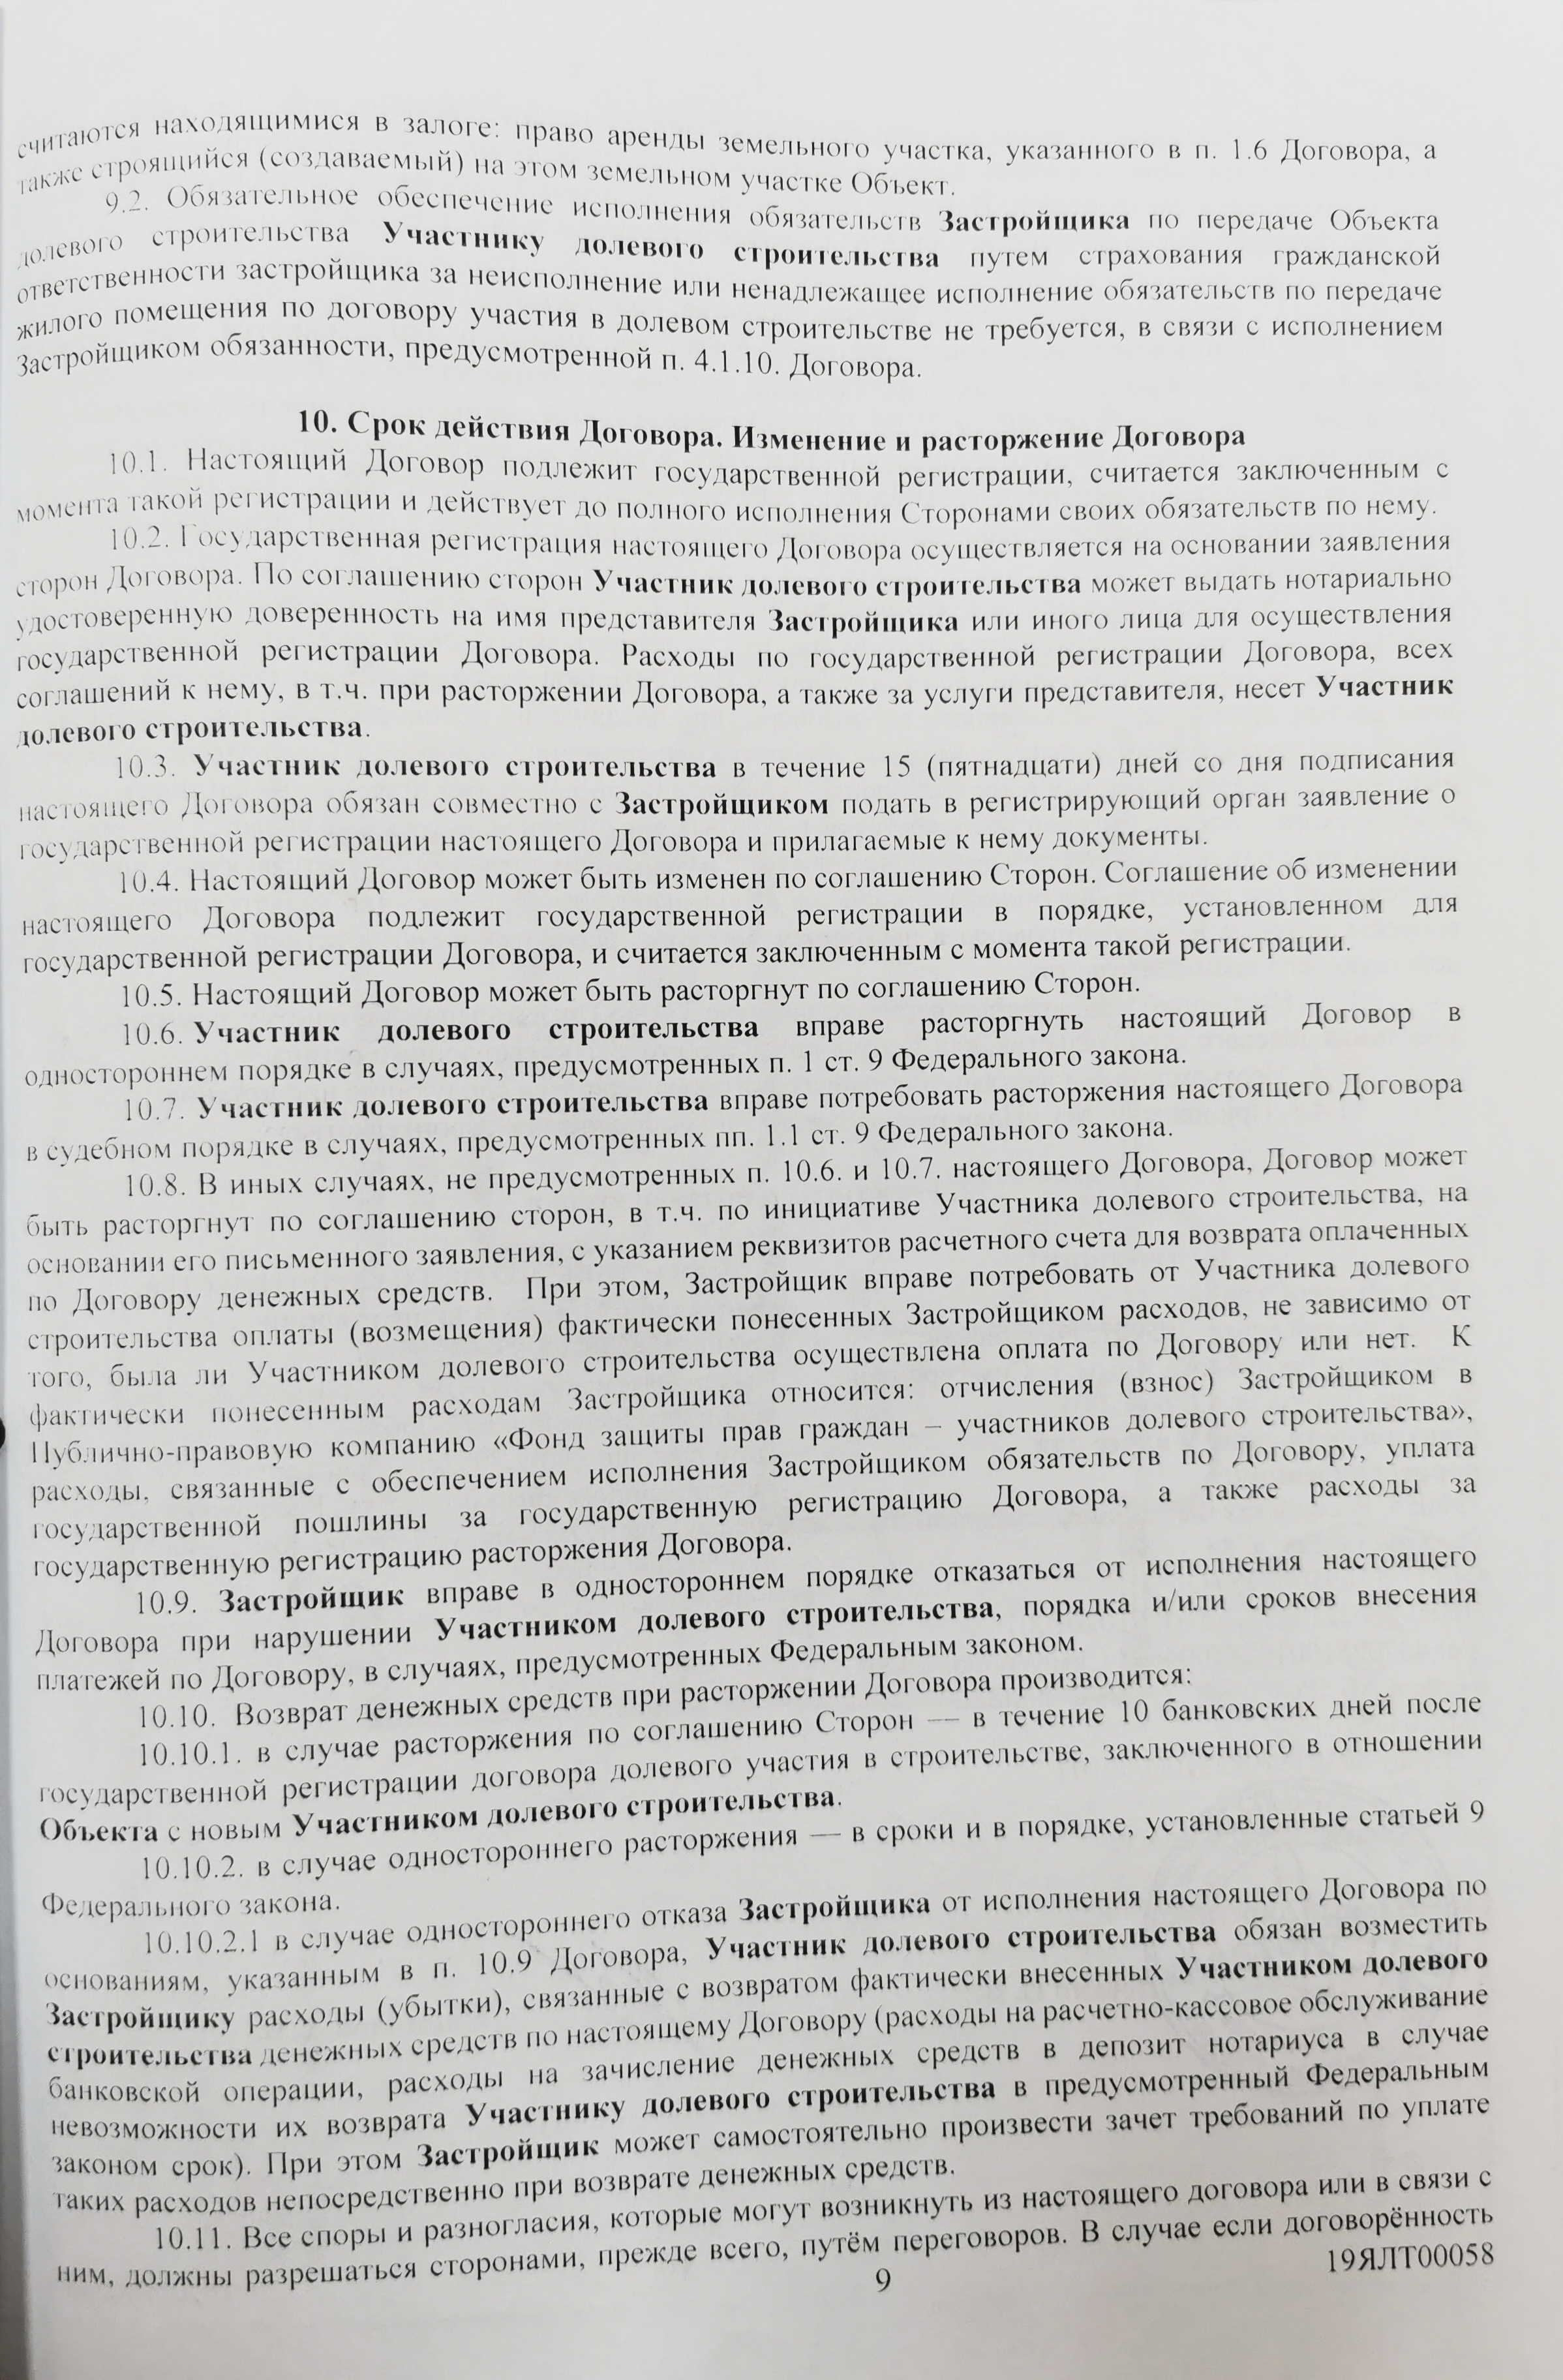 считаются находящимися в залоге: право аренды земельного участка, указанного в п. 1.6 Договора, а
также строящийся (создаваемый) на этом земельном участке Объект.
9.2. Обязательное обеспечение исполнения обязательств Застройщика по передаче Объекта
долевого строительства Участнику долевого строительства путем страхования гражданской
ответственности застройщика за неисполнение или ненадлежащее исполнение обязательств по передаче
жилого помещения по договору участия в долевом строительстве не требуется, в связи с исполнением
Застройщиком обязанности, предусмотренной п. 4.1.10. Договора.
10. Срок действия Договора. Изменение и расторжение Договора
10.1. Настоящий Договор подлежит государственной регистрации, считается заключенным с
момента такой регистрации и действует до полного исполнения Сторонами своих обязательств по нему.
10.2. Государственная регистрация настоящего Договора осуществляется на основании заявления
сторон Договора. По соглашению сторон Участник долевого строительства может выдать нотариально
удостоверенную доверенность на имя представителя Застройщика или иного лица для осуществления
государственной регистрации Договора. Расходы по государственной регистрации Договора, всех
соглашений к нему, в т.ч. при расторжении Договора, а также за услуги представителя, несет Участник
долевого строительства.
10.3. Участник долевого строительства в течение 15 (пятнадцати) дней со дня подписания
настоящего Договора обязан совместно с Застройщиком подать в регистрирующий орган заявление о
государственной регистрации настоящего Договора и прилагаемые к нему документы.
10.4. Настоящий Договор может быть изменен по соглашению Сторон. Соглашение об изменении
настоящего Договора подлежит государственной регистрации в порядке, установленном для
государственной регистрации Договора, и считается заключенным с момента такой регистрации.
10.5. Настоящий Договор может быть расторгнут по соглашению Сторон.
10.6. Участник долевого строительства вправе расторгнуть настоящий Договор в
одностороннем порядке в случаях, предусмотренных п. 1 ст. 9 Федерального закона.
10.7. Участник долевого строительства вправе потребовать расторжения настоящего Договора
в судебном порядке в случаях, предусмотренных пп. 1.1 ст. 9 Федерального закона.
10.8. В иных случаях, не предусмотренных п. 10.6. и 10.7. настоящего Договора, Договор может
быть расторгнут по соглашению сторон, в т.ч. по инициативе Участника долевого строительства, на
основании его письменного заявления, с указанием реквизитов расчетного счета для возврата оплаченных
по Договору денежных средств. При этом, Застройщик вправе потребовать от Участника долевого
строительства оплаты (возмещения) фактически понесенных Застройщиком расходов, не зависимо от
того, была ли Участником долевого строительства осуществлена оплата по Договору или нет. К
фактически понесенным расходам Застройщика относится: отчисления (взнос) Застройщиком в
Публично-правовую компанию «Фонд защиты прав граждан – участников долевого строительства»,
расходы, связанные с обеспечением исполнения Застройщиком обязательств по Договору, уплата
государственной пошлины за государственную регистрацию Договора, а также расходы за
государственную регистрацию расторжения Договора.
10.9. Застройщик вправе в одностороннем порядке отказаться от исполнения настоящего
Договора при нарушении Участником долевого строительства, порядка и/или сроков внесения
платежей по Договору, в случаях, предусмотренных Федеральным законом.
10.10. Возврат денежных средств при расторжении Договора производится:
10.10.1. в случае расторжения по соглашению Сторон — в течение 10 банковских дней после
государственной регистрации договора долевого участия в строительстве, заключенного в отношении
Объекта с новым Участником долевого строительства.
10.10.2. в случае одностороннего расторжения — в сроки и в порядке, установленные статьей 9
Федерального закона.
10.10.2.1 в случае одностороннего отказа Застройщика от исполнения настоящего Договора по
основаниям, указанным в п. 10.9 Договора, Участник долевого строительства обязан возместить
Застройщику расходы (убытки), связанные с возвратом фактически внесенных Участником долевого
строительства денежных средств по настоящему Договору (расходы на расчетно-кассовое обслуживание
банковской операции, расходы на зачисление денежных средств в депозит нотариуса в случае
невозможности их возврата Участнику долевого строительства в предусмотренный Федеральным
законом срок). При этом Застройщик может самостоятельно произвести зачет требований по уплате
таких расходов непосредственно при возврате денежных средств.
10.11. Все споры и разногласия, которые могут возникнуть из настоящего договора или в связи с
ним, должны разрешаться сторонами, прежде всего, путём переговоров. В случае если договорённость
9
19ЯЛТ00058